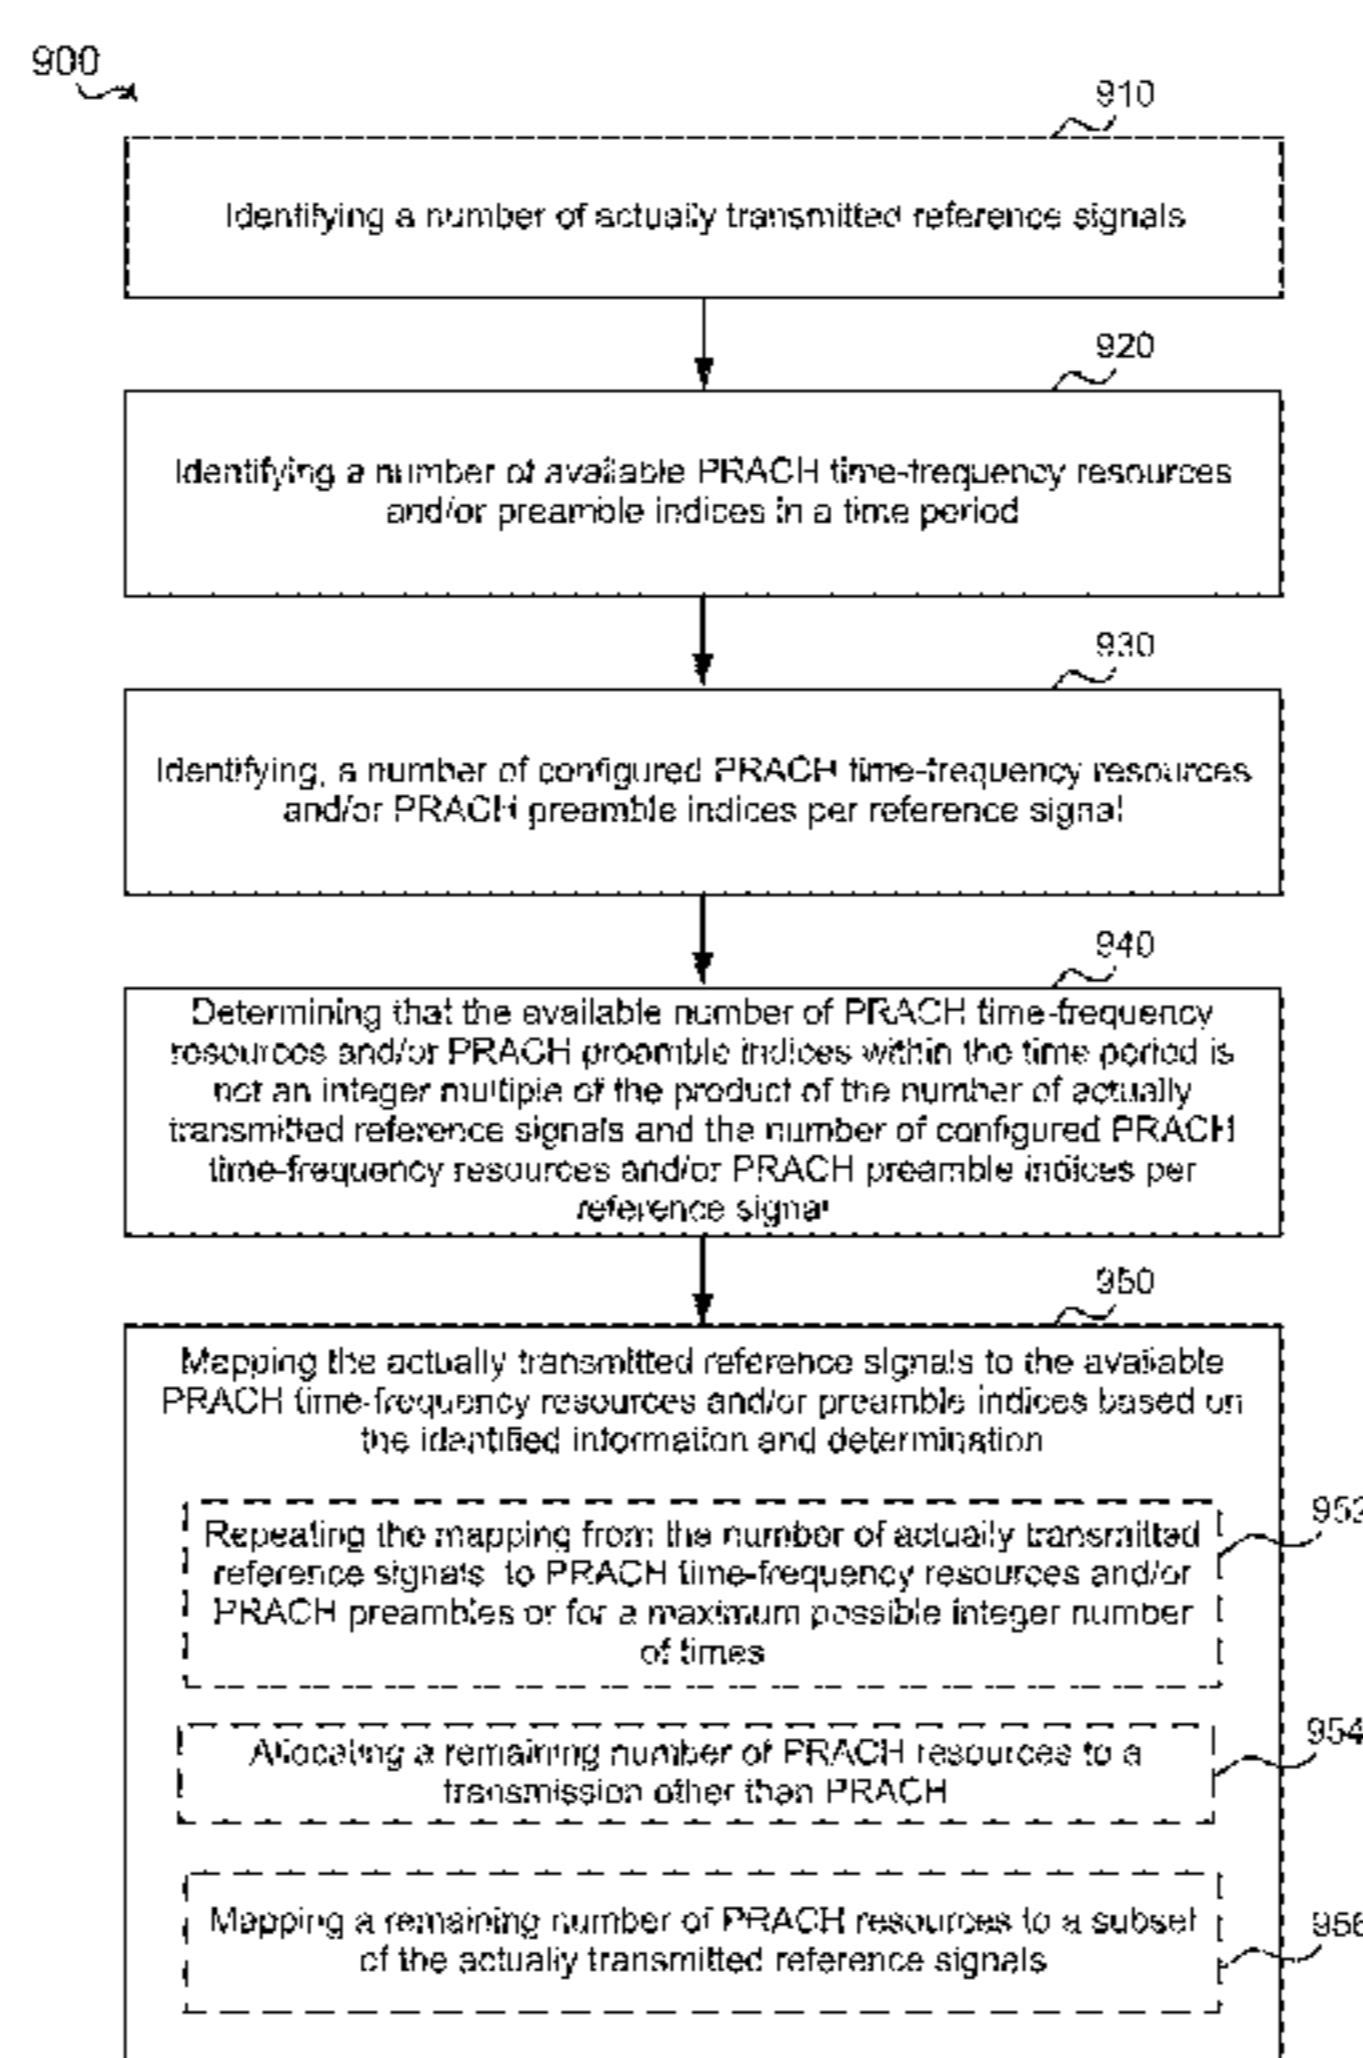 900
910
Identifying a number of actually transmitted reference signals
920
Identifying a number of available PRACH time-frequency resources
and/or preamble indices in a time period
930
Identifying, a number of configured PRACH time-frequency resources
and/or PRACH preamble indices per reference signal
940
Determining that the available number of PRACH time-frequency
resources and/or PRACH preamble indices within the time period is
not an integer multiple of the product of the number of actually
transmitted reference signals and the number of configured PRACH
time-frequency resources and/or PRACH preamble indices per
reference signal
950
Mapping the actually transmitted reference signals to the available
PRACH time-frequency resources and/or preamble indices based on
the identified information and determination
952
Repeating the mapping from the number of actually transmitted
reference signals to PRACH time-frequency resources and/or
PRACH preambles or for a maximum possible integer number
of times
954
Allocating a remaining number of PRACH resources to a
transmission other than PRACH
956
Mapping a remaining number of PRACH resources to a subset
of the actually transmitted reference signals